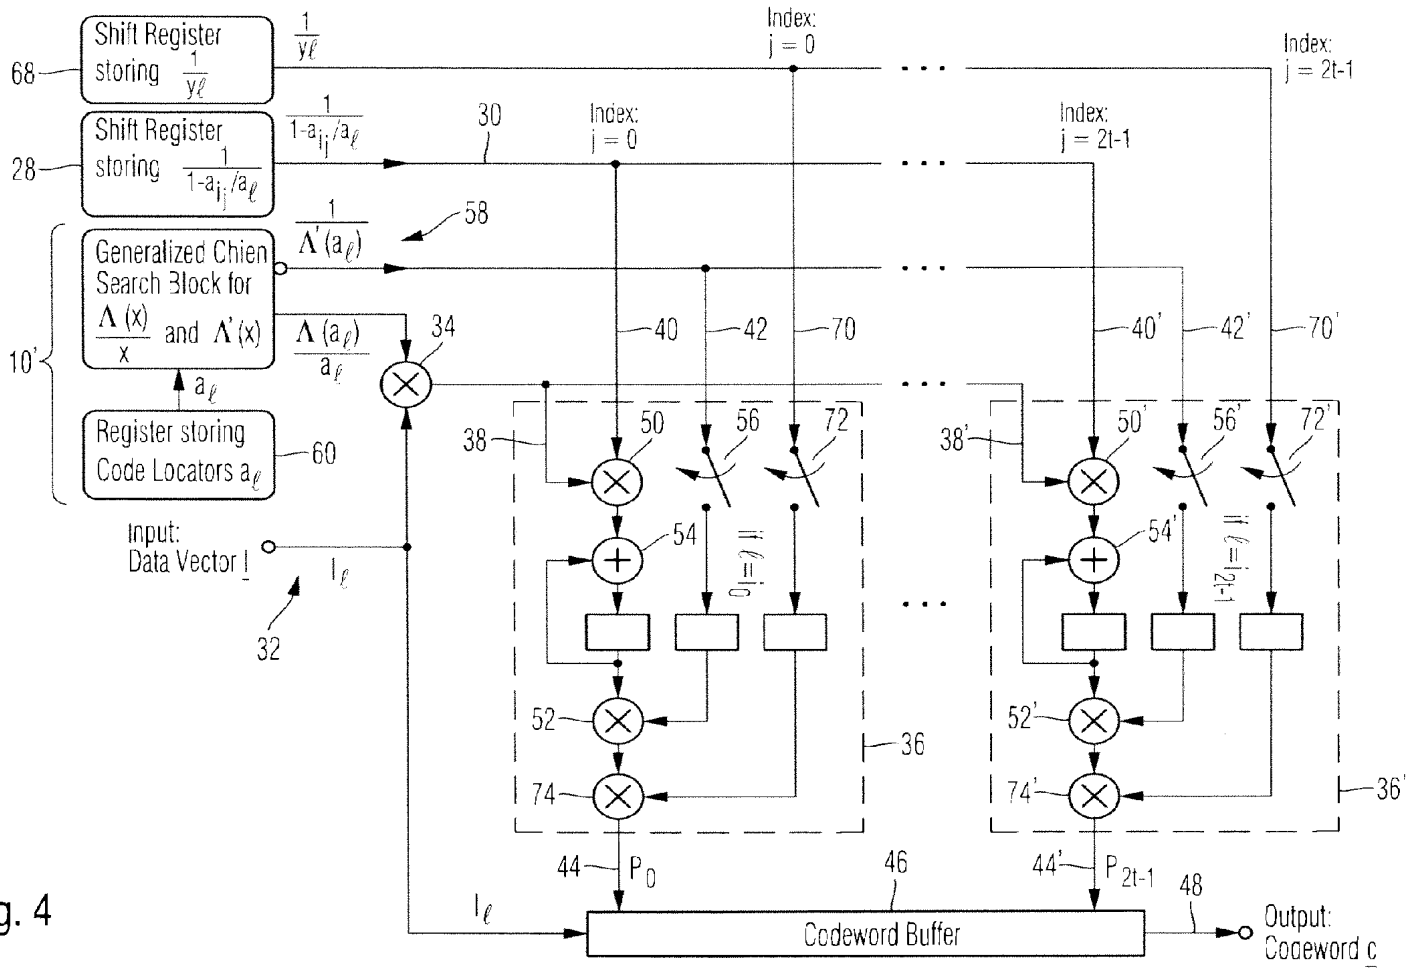 Shift Register
storing 1/yℓ
68
1/yℓ
Index:
j = 0
Index:
j = 2t-1
Shift Register
storing 1/(1-a_ij/aℓ)
28
1/(1-a_ij/aℓ)
30
Index:
j = 0
Index:
j = 2t-1
Generalized Chien
Search Block for
Λ(x)/x and Λ'(x)
10'
1/Λ'(aℓ)
58
Λ(aℓ)/aℓ
34
40
42
70
40'
42'
70'
aℓ
Register storing
Code Locators aℓ
60
38
50
56
72
38'
50'
56'
72'
Input:
Data Vector I
Iℓ
32
54
if ℓ=i0
54'
if ℓ=i2t-1
52
52'
36
74
74'
36'
44
P0
46
44'
P2t-1
48
Iℓ
Codeword Buffer
Output:
Codeword c
g. 4